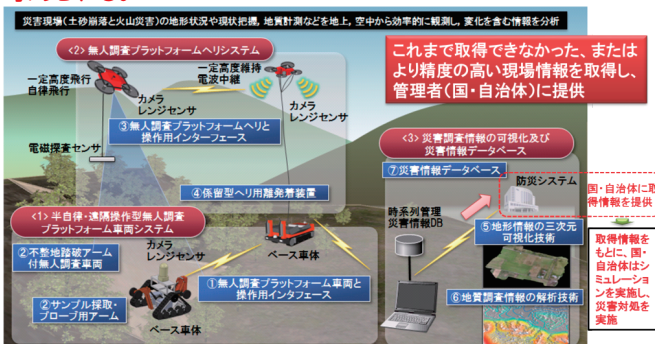 災害現場（土砂崩落と火山災害）の地形状況や現状把握，地質計測などを地上，空中から効率的に観測し，変化を含む情報を分析
<2> 無人調査プラットフォームヘリシステム
一定高度飛行
自律飛行
カメラ
レンジセンサ
一定高度維持
電波中継
カメラ
レンジセンサ
これまで取得できなかった、または
より精度の高い現場情報を取得し、
管理者（国・自治体）に提供
③無人調査プラットフォームヘリと
操作用インターフェース
電磁探査センサ
④係留型ヘリ用離発着装置
<3> 災害調査情報の可視化及び
災害情報データベース
⑦災害情報データベース
防災システム
国・自治体に取
得情報を提供
時系列管理
災害情報DB
⑤地形情報の三次元
可視化技術
⑥地質調査情報の解析技術
取得情報を
もとに、国・
自治体はシ
ミュレーショ
ンを実施し、
災害対処を
実施
<1> 半自律・遠隔操作型無人調査
プラットフォーム車両システム
②不整地踏破アーム
付無人調査車両
カメラ
レンジセンサ
ベース車体
①無人調査プラットフォーム車両と
操作用インタフェース
②サンプル採取・
プローブ用アーム
ベース車体